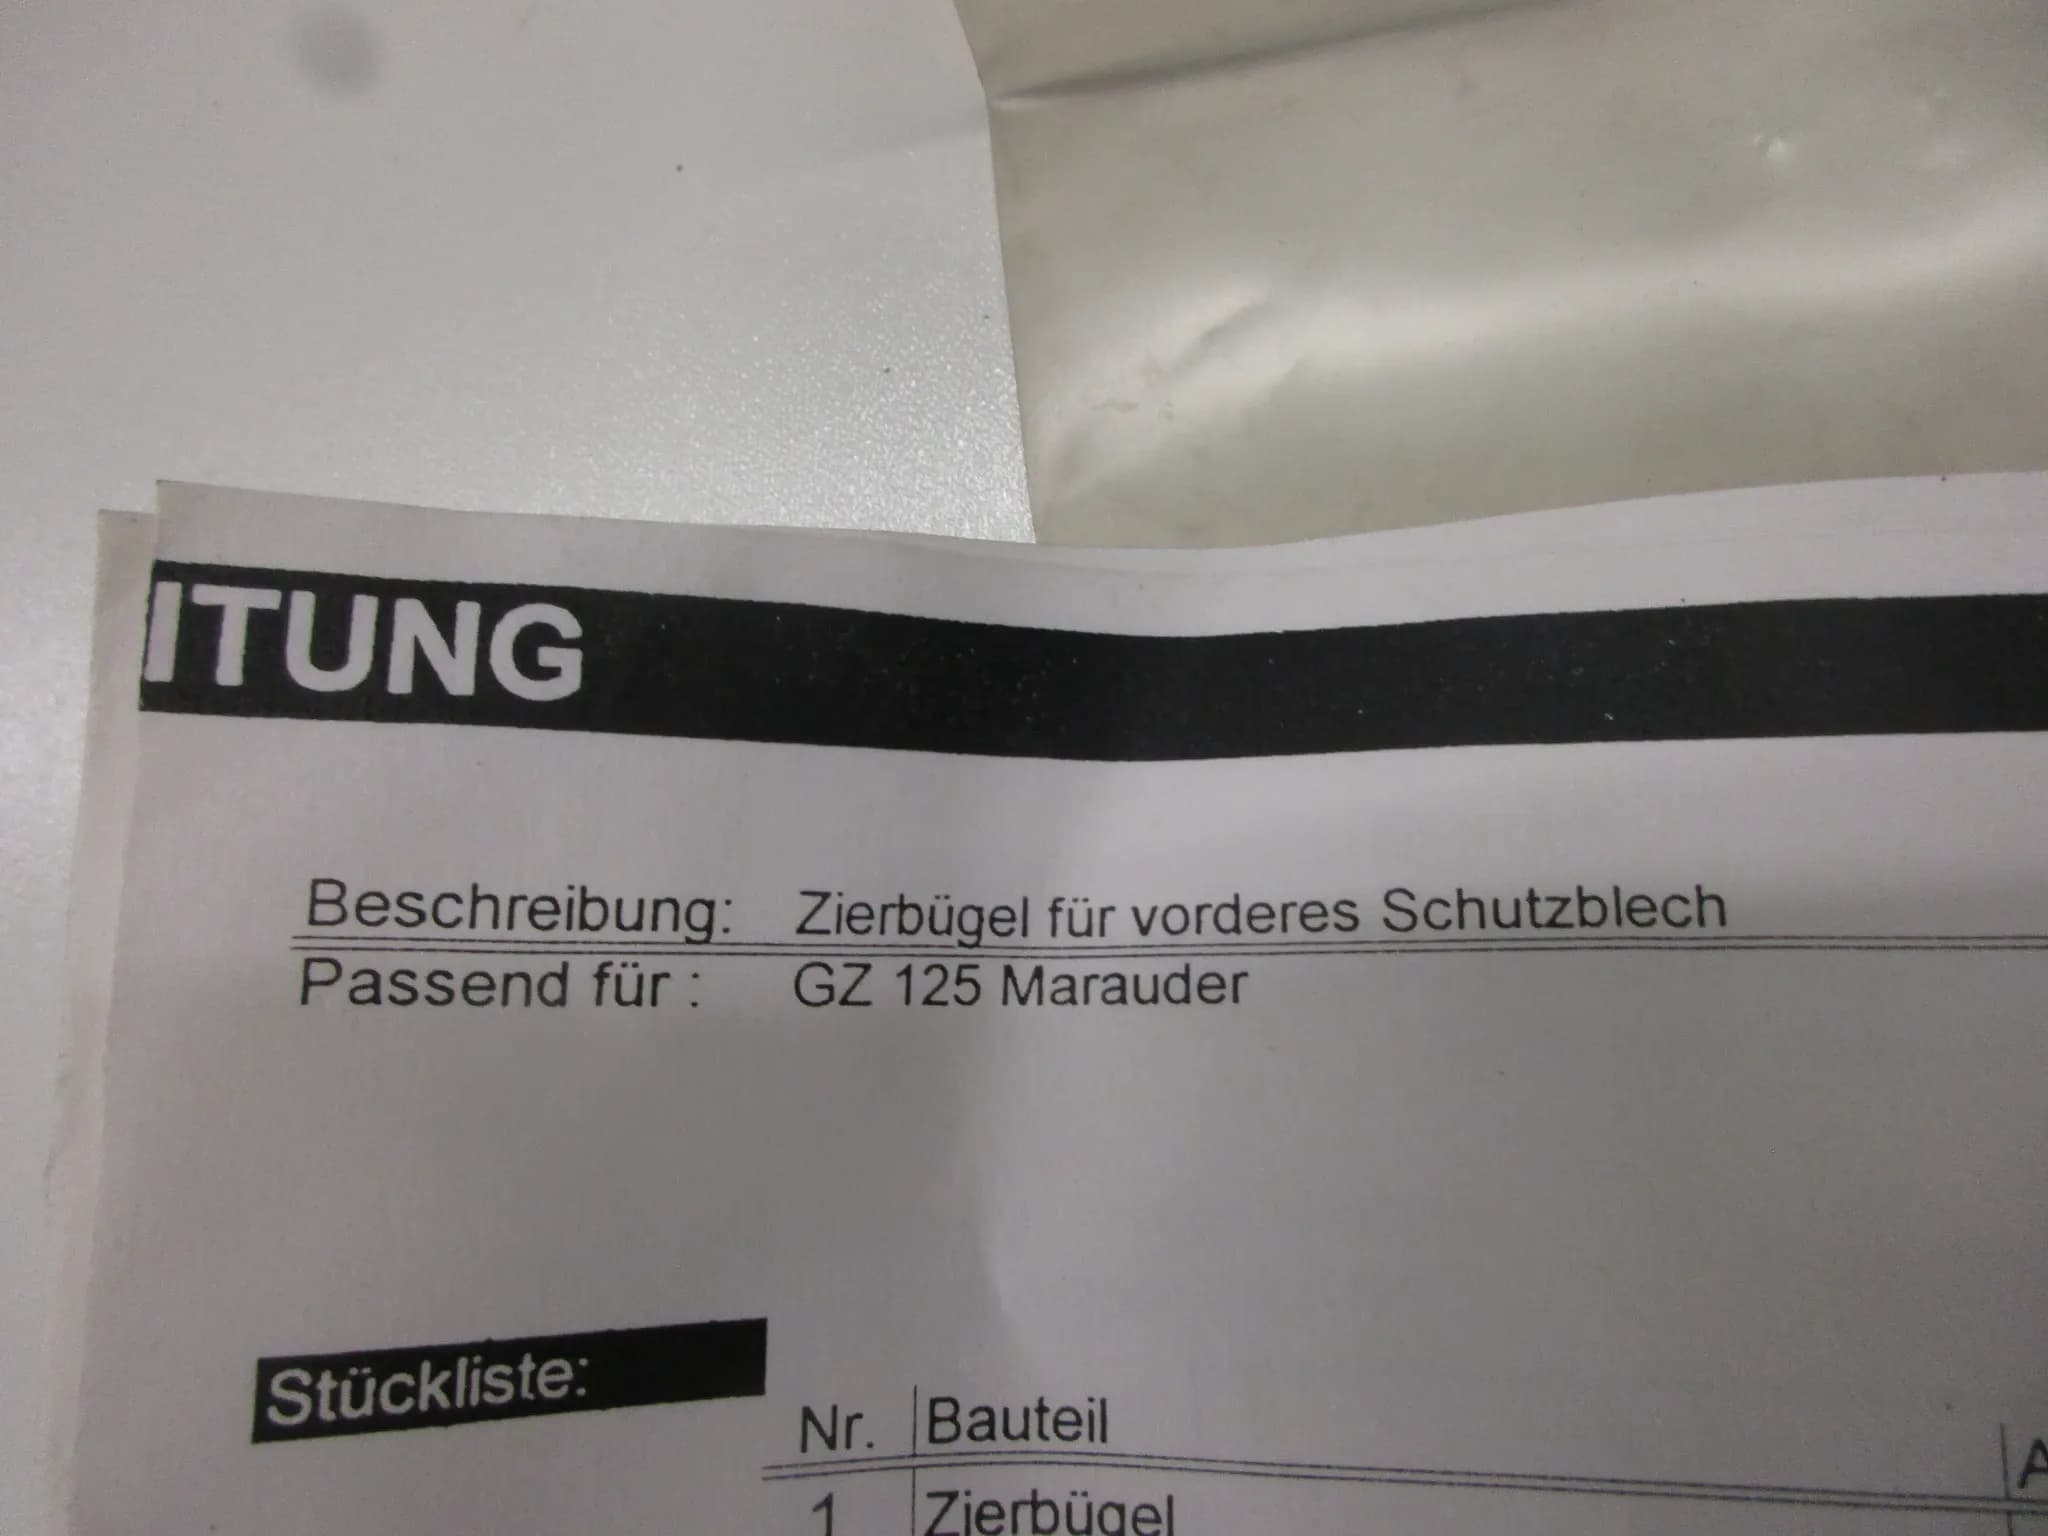 ITUNG
Beschreibung: Zierbügel für vorderes Schutzblech
Passend für : GZ 125 Marauder
Stückliste:
Nr. Bauteil A
1 Zierbügel